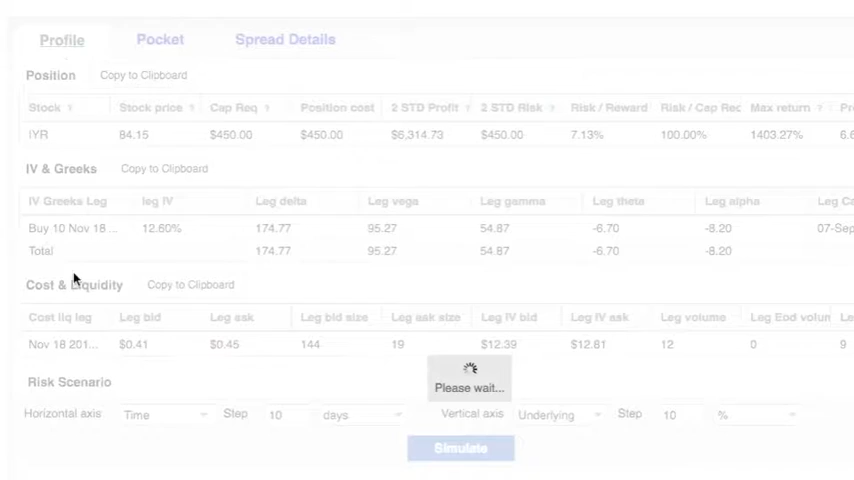 Profile Pocket Spread Details
Position Copy to Clipboard
Stock ? Stock price ? Cap Req ? Position cost 2 STD Profit ? 2 STD Risk ? Risk / Reward Risk / Cap Rec Max return ?
IYR 84.15 $450.00 $450.00 $6,314.73 $450.00 7.13% 100.00% 1403.27%
IV & Greeks Copy to Clipboard
IV Greeks Leg leg IV Leg delta Leg vega Leg gamma Leg theta Leg alpha
Buy 10 Nov 18 ... 12.60% 174.77 95.27 54.87 -6.70 -8.20 07-Sep
Total 174.77 95.27 54.87 -6.70 -8.20
Cost & Liquidity Copy to Clipboard
Cost liq leg Leg bid Leg ask Leg bid size Leg ask size Leg IV bid Leg IV ask Leg volume Leg Eod volun
Nov 18 201... $0.41 $0.45 144 19 $12.39 $12.81 12 0 9
Please wait...
Risk Scenario
Horizontal axis Time Step 10 days Vertical axis Underlying Step 10 %
Simulate